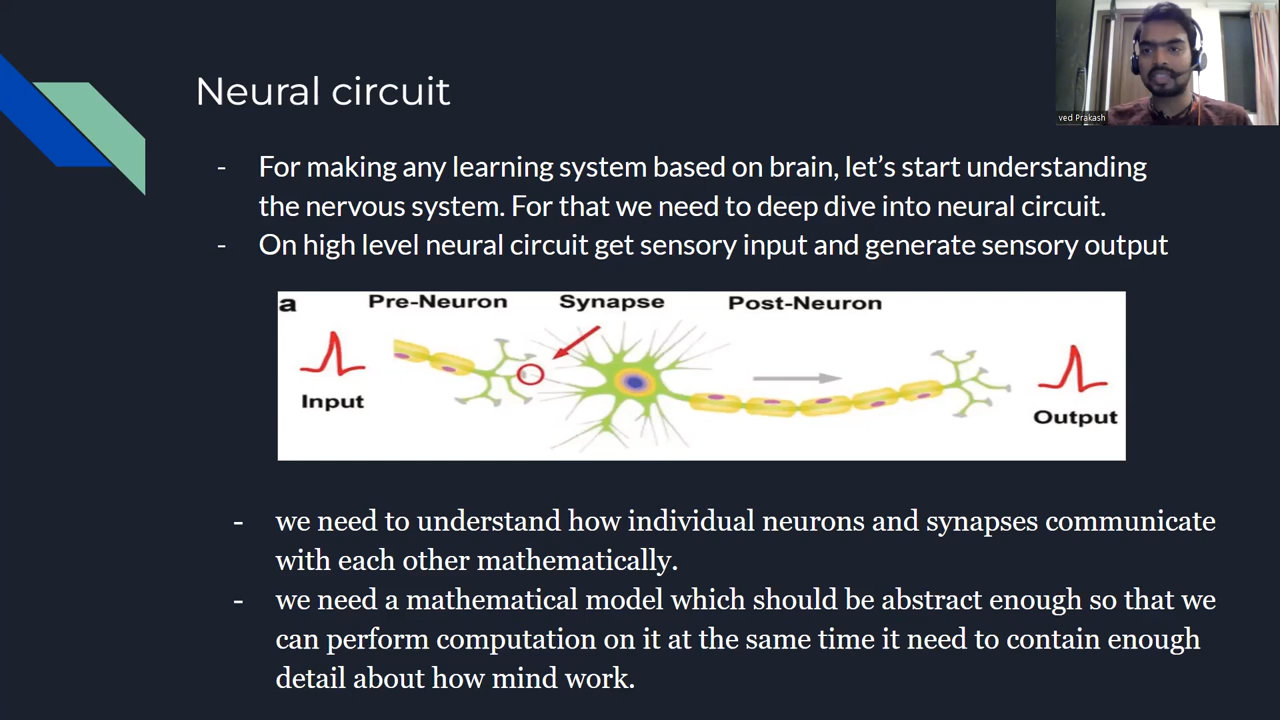 Neural circuit
ved Prakash
- For making any learning system based on brain, let's start understanding
the nervous system. For that we need to deep dive into neural circuit.
- On high level neural circuit get sensory input and generate sensory output
a
Pre-Neuron
Synapse
Post-Neuron
Input
Output
- we need to understand how individual neurons and synapses communicate
with each other mathematically.
- we need a mathematical model which should be abstract enough so that we
can perform computation on it at the same time it need to contain enough
detail about how mind work.